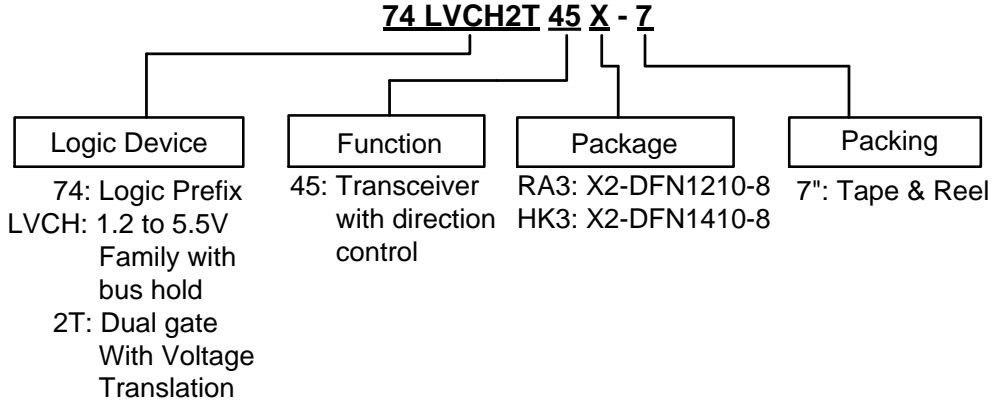 74 LVCH2T 45 X - 7
Logic Device
Function
Package
Packing
74: Logic Prefix
LVCH: 1.2 to 5.5V
Family with
bus hold
2T: Dual gate
With Voltage
Translation
45: Transceiver
with direction
control
RA3: X2-DFN1210-8
HK3: X2-DFN1410-8
7": Tape & Reel